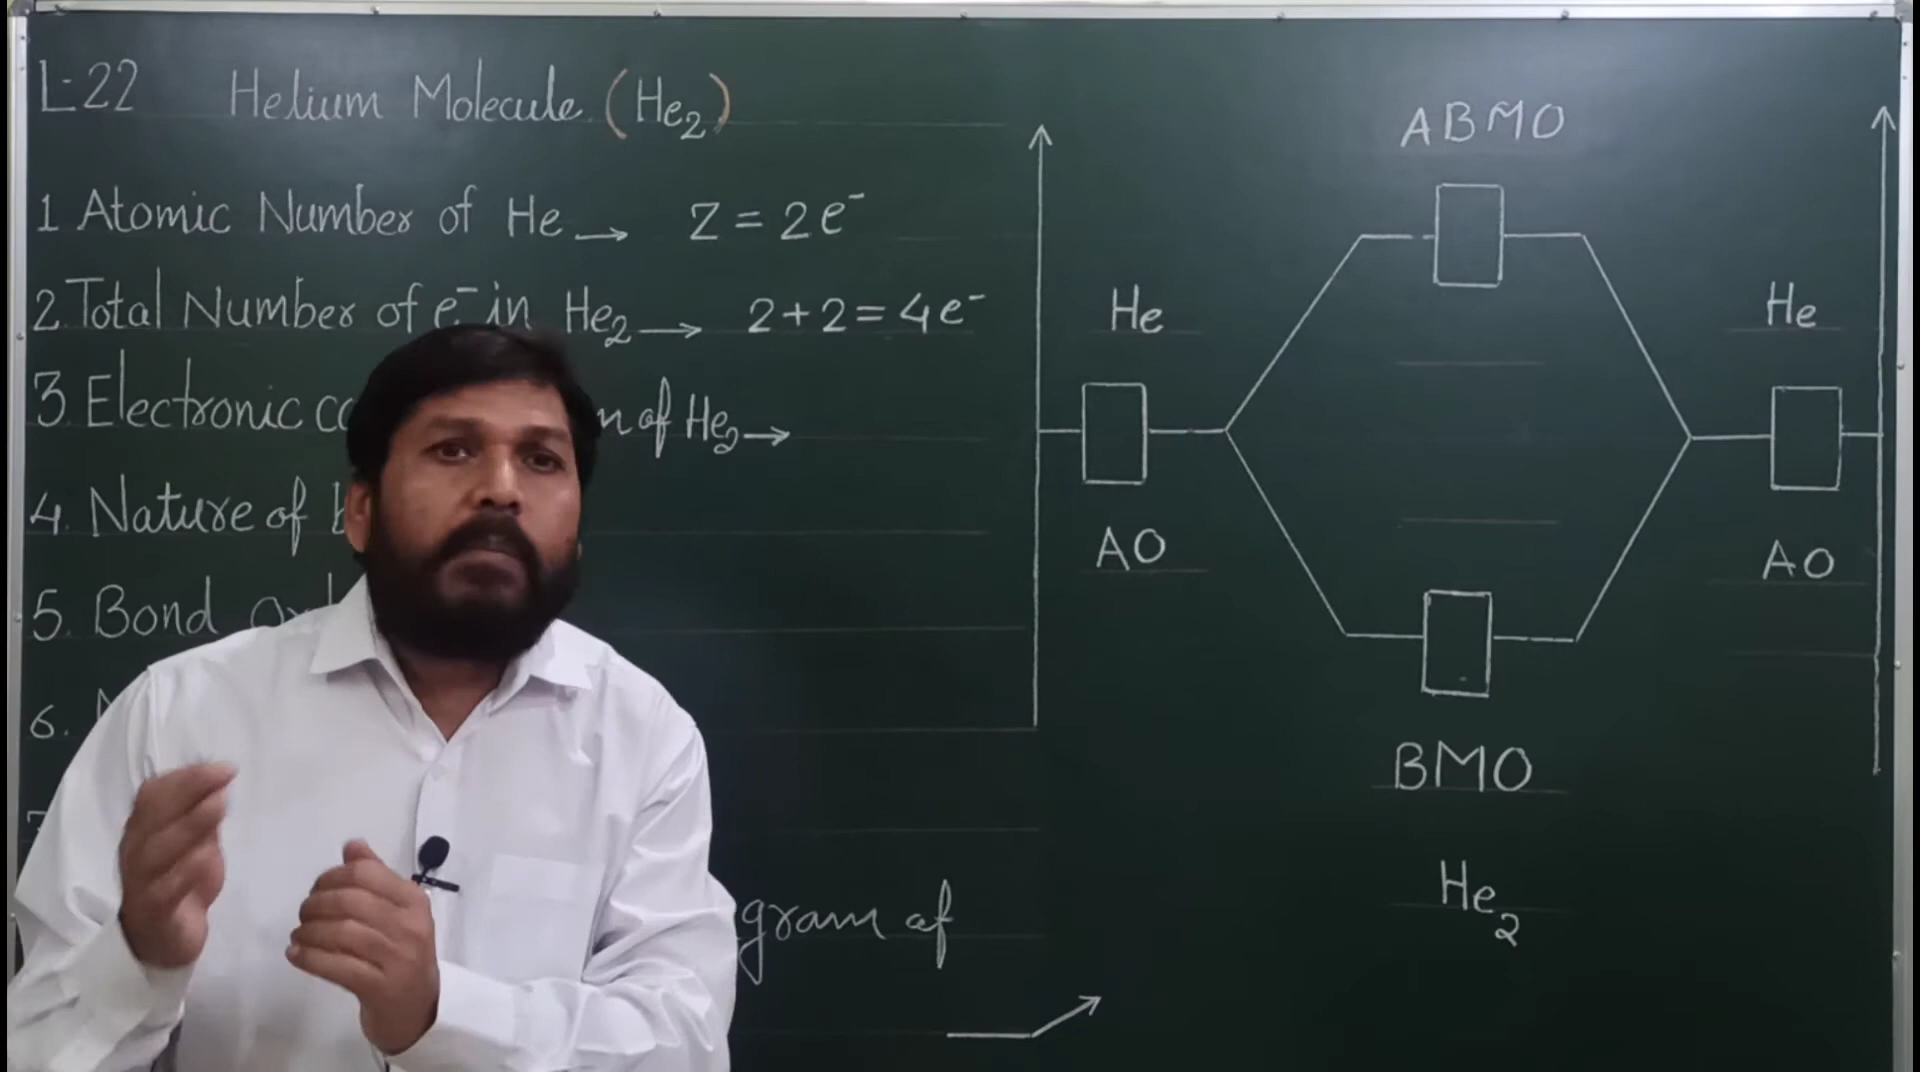 L-22 Helium Molecule (He2)
1 Atomic Number of He → Z = 2e⁻
2 Total Number of e⁻ in He2 → 2+2 = 4e⁻
3 Electronic of He2 →
4. Nature of
5. Bond
6.
gram of
ABMO
He
He
AO
AO
BMO
He2